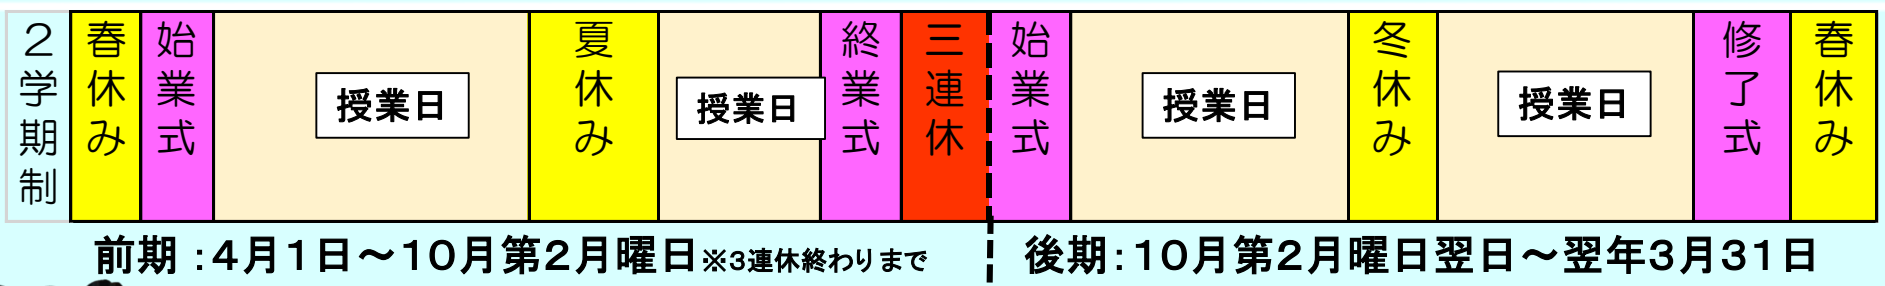 ２学期制
春休み
始業式
授業日
夏休み
授業日
終業式
三連休
始業式
授業日
冬休み
授業日
修了式
春休み
前期：４月１日～１０月第２月曜日※３連休終わりまで
後期：１０月第２月曜日翌日～翌年３月３１日